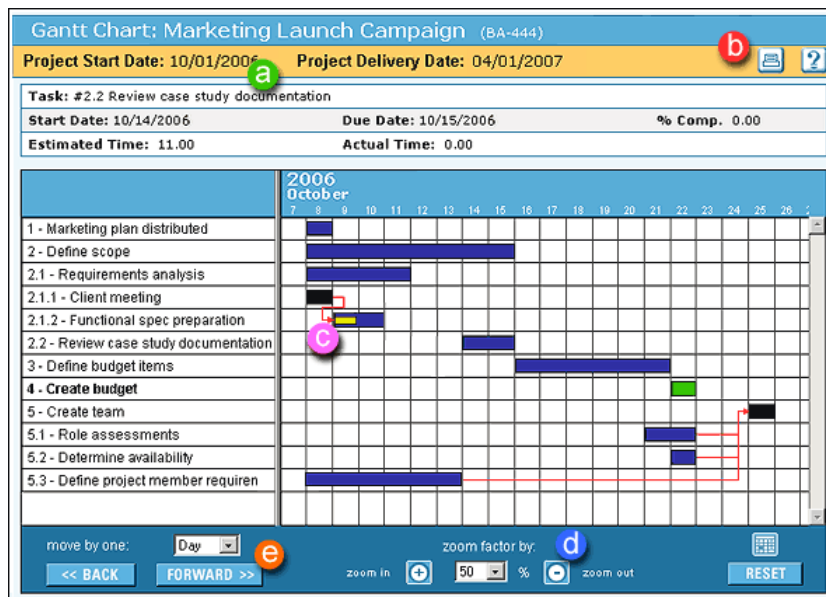 Gantt Chart: Marketing Launch Campaign (BA-444)
Project Start Date: 10/01/2006 Project Delivery Date: 04/01/2007
b
?
a
Task: #2.2 Review case study documentation
Start Date: 10/14/2006 Due Date: 10/15/2006 % Comp. 0.00
Estimated Time: 11.00 Actual Time: 0.00
2006
October
7 8 9 10 11 12 13 14 15 16 17 18 19 20 21 22 23 24 25 26
1 - Marketing plan distributed
2 - Define scope
2.1 - Requirements analysis
2.1.1 - Client meeting
2.1.2 - Functional spec preparation
c
2.2 - Review case study documentation
3 - Define budget items
4 - Create budget
5 - Create team
5.1 - Role assessments
5.2 - Determine availability
5.3 - Define project member requiren
move by one: Day e zoom factor by: d
<< BACK FORWARD >> zoom in + 50 % - zoom out RESET